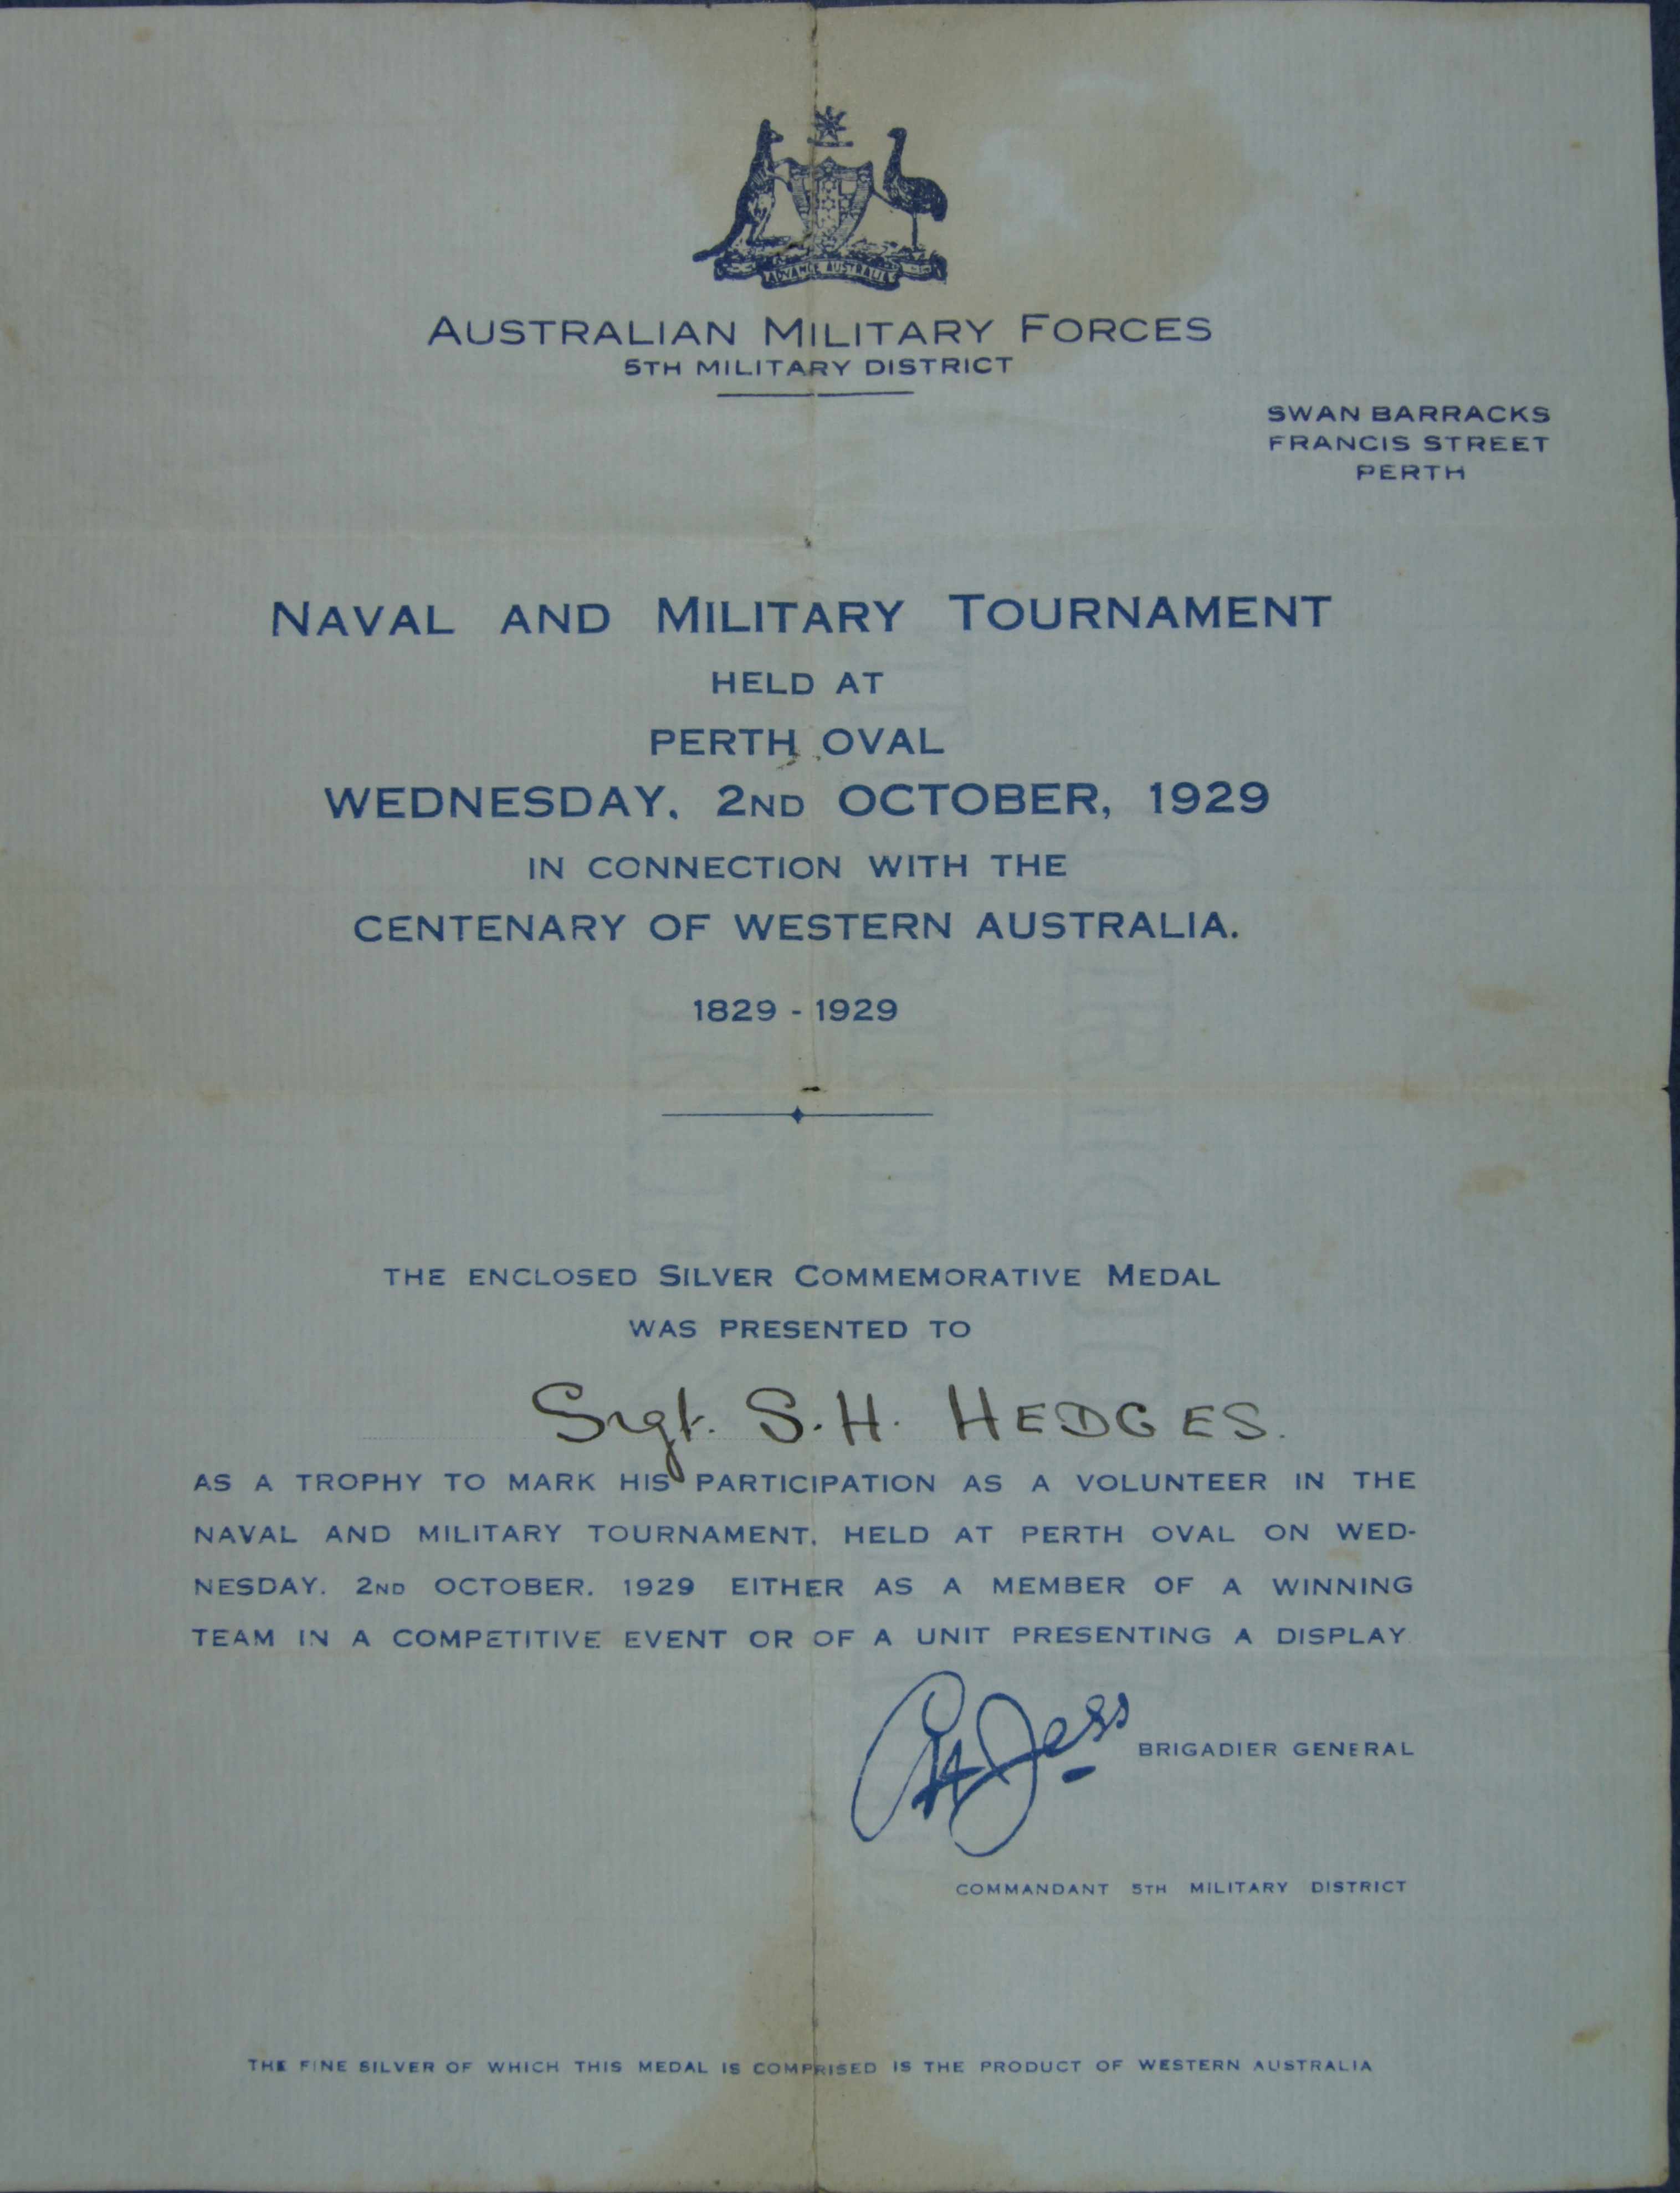 ADVANCE AUSTRALIA
AUSTRALIAN MILITARY FORCES
5TH MILITARY DISTRICT
SWAN BARRACKS
FRANCIS STREET
PERTH
NAVAL AND MILITARY TOURNAMENT
HELD AT
PERTH OVAL
WEDNESDAY, 2ND OCTOBER, 1929
IN CONNECTION WITH THE
CENTENARY OF WESTERN AUSTRALIA.
1829 - 1929
THE ENCLOSED SILVER COMMEMORATIVE MEDAL
WAS PRESENTED TO
Srgt. S.H. HEDGES.
AS A TROPHY TO MARK HIS PARTICIPATION AS A VOLUNTEER IN THE
NAVAL AND MILITARY TOURNAMENT, HELD AT PERTH OVAL ON WED-
NESDAY, 2ND OCTOBER, 1929 EITHER AS A MEMBER OF A WINNING
TEAM IN A COMPETITIVE EVENT OR OF A UNIT PRESENTING A DISPLAY
Jess BRIGADIER GENERAL
COMMANDANT 5TH MILITARY DISTRICT
THE FINE SILVER OF WHICH THIS MEDAL IS COMPRISED IS THE PRODUCT OF WESTERN AUSTRALIA